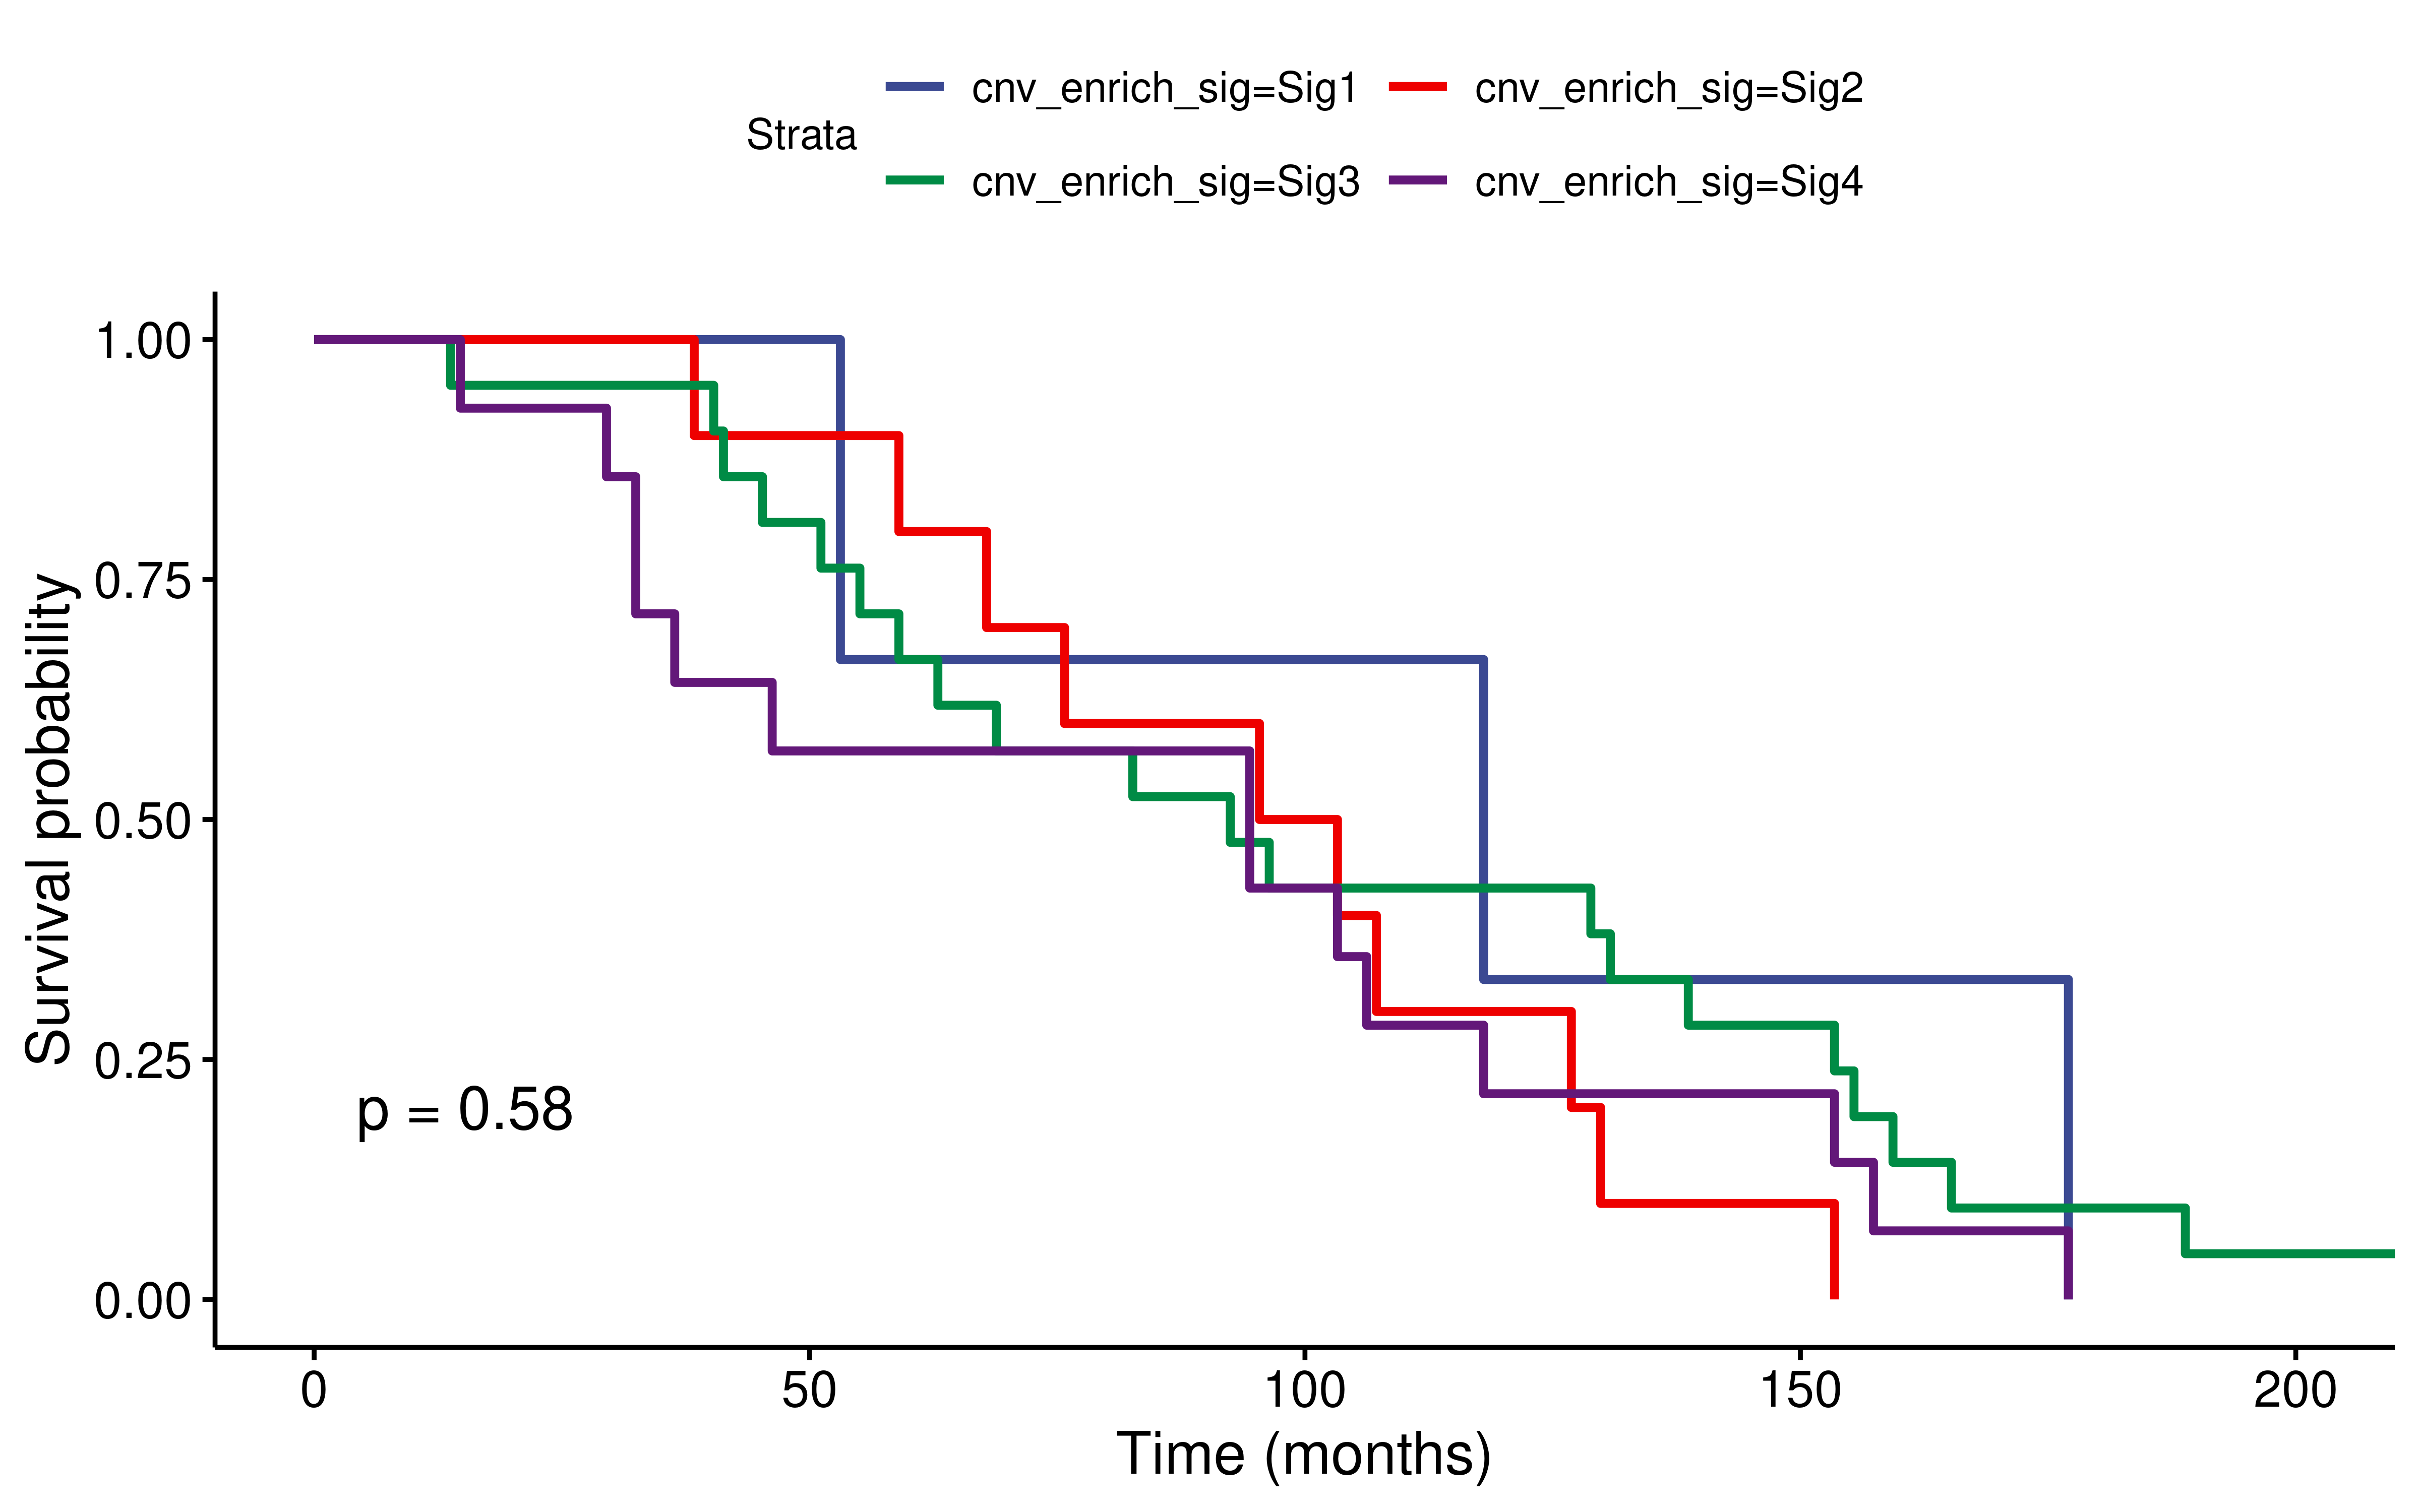 Strata
cnv_enrich_sig=Sig1
cnv_enrich_sig=Sig2
cnv_enrich_sig=Sig3
cnv_enrich_sig=Sig4
Survival probability
1.00
0.75
0.50
0.25
0.00
p = 0.58
0 50 100 150 200
Time (months)